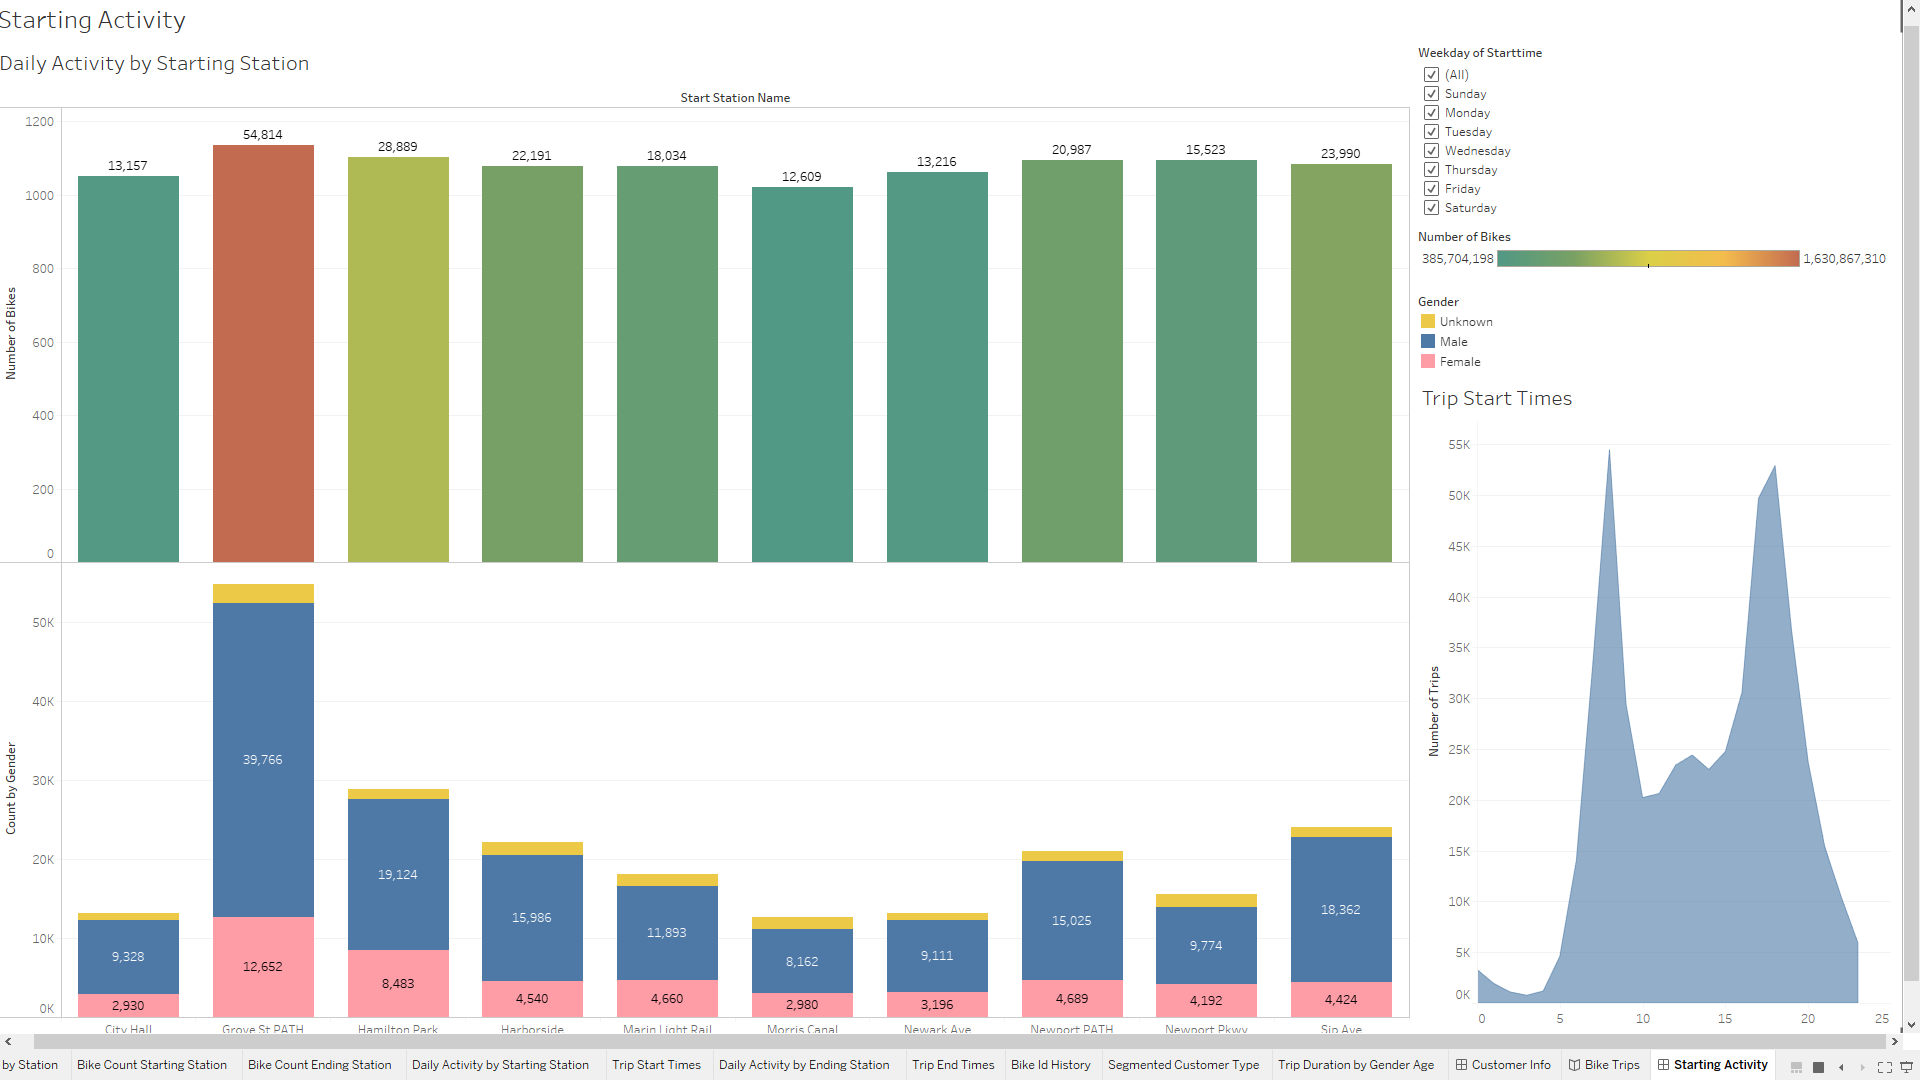 Starting Activity
Daily Activity by Starting Station
Start Station Name
Number of Bikes
1200
1000
800
600
400
200
0
13,157
54,814
28,889
22,191
18,034
12,609
13,216
20,987
15,523
23,990
Count by Gender
50K
40K
30K
20K
10K
0K
9,328
2,930
39,766
12,652
19,124
8,483
15,986
4,540
11,893
4,660
8,162
2,980
9,111
3,196
15,025
4,689
9,774
4,192
18,362
4,424
City Hall
Grove St PATH
Hamilton Park
Harborside
Marin Light Rail
Morris Canal
Newark Ave
Newport PATH
Newport Pkwy
Sip Ave
Weekday of Starttime
(All)
Sunday
Monday
Tuesday
Wednesday
Thursday
Friday
Saturday
Number of Bikes
385,704,198 1,630,867,310
Gender
Unknown
Male
Female
Trip Start Times
Number of Trips
55K
50K
45K
40K
35K
30K
25K
20K
15K
10K
5K
0K
0 5 10 15 20 25
by Station Bike Count Starting Station Bike Count Ending Station Daily Activity by Starting Station Trip Start Times Daily Activity by Ending Station Trip End Times Bike Id History Segmented Customer Type Trip Duration by Gender Age Customer Info Bike Trips Starting Activity